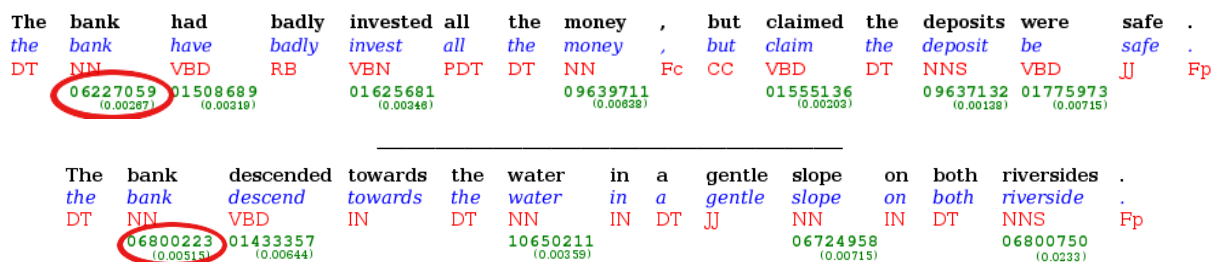 The bank had badly invested all the money , but claimed the deposits were safe .
the bank have badly invest all the money , but claim the deposit be safe .
DT NN VBD RB VBN PDT DT NN Fc CC VBD DT NNS VBD JJ Fp
06227059 01508689 01625681 09639711 01555136 09637132 01775973
(0.00267) (0.00319) (0.00346) (0.00638) (0.00203) (0.00138) (0.00715)
The bank descended towards the water in a gentle slope on both riversides .
the bank descend towards the water in a gentle slope on both riverside .
DT NN VBD IN DT NN IN DT JJ NN IN DT NNS Fp
06800223 01433357 10650211 06724958 06800750
(0.00515) (0.00644) (0.00359) (0.00715) (0.0233)